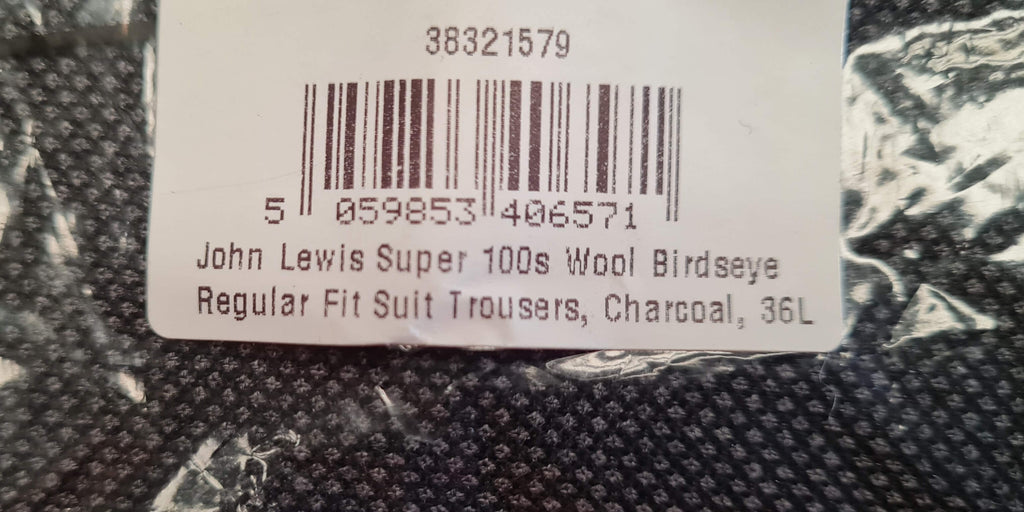 38321579
5 059853 406571
John Lewis Super 100s Wool Birdseye
Regular Fit Suit Trousers, Charcoal, 36L